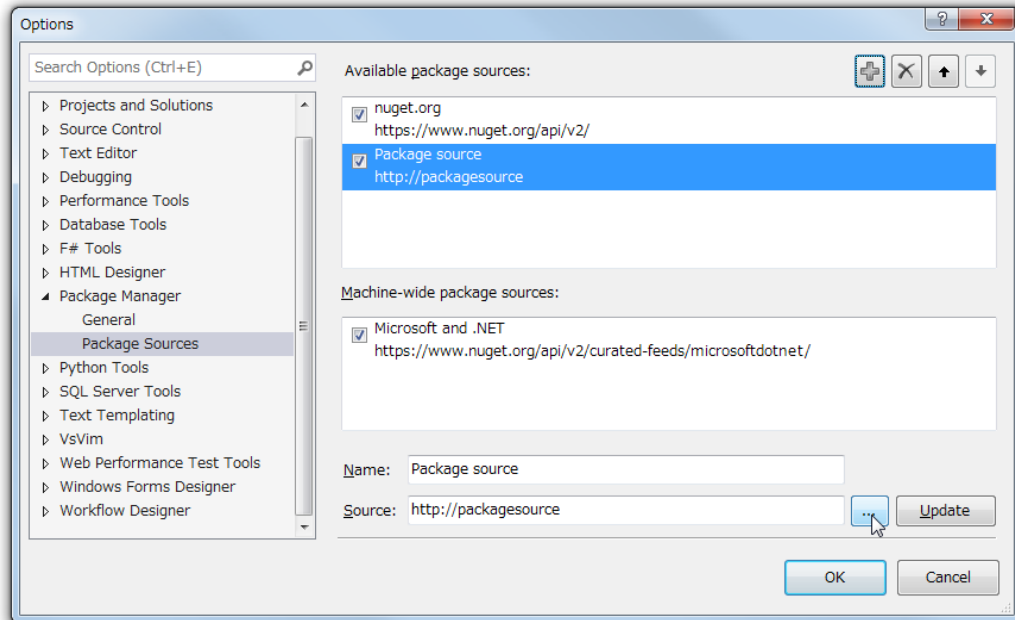 Options
Search Options (Ctrl+E)
Projects and Solutions
Source Control
Text Editor
Debugging
Performance Tools
Database Tools
F# Tools
HTML Designer
Package Manager
General
Package Sources
Python Tools
SQL Server Tools
Text Templating
VsVim
Web Performance Test Tools
Windows Forms Designer
Workflow Designer
Available package sources:
nuget.org
https://www.nuget.org/api/v2/
Package source
http://packagesource
Machine-wide package sources:
Microsoft and .NET
https://www.nuget.org/api/v2/curated-feeds/microsoftdotnet/
Name: Package source
Source: http://packagesource ... Update
OK Cancel